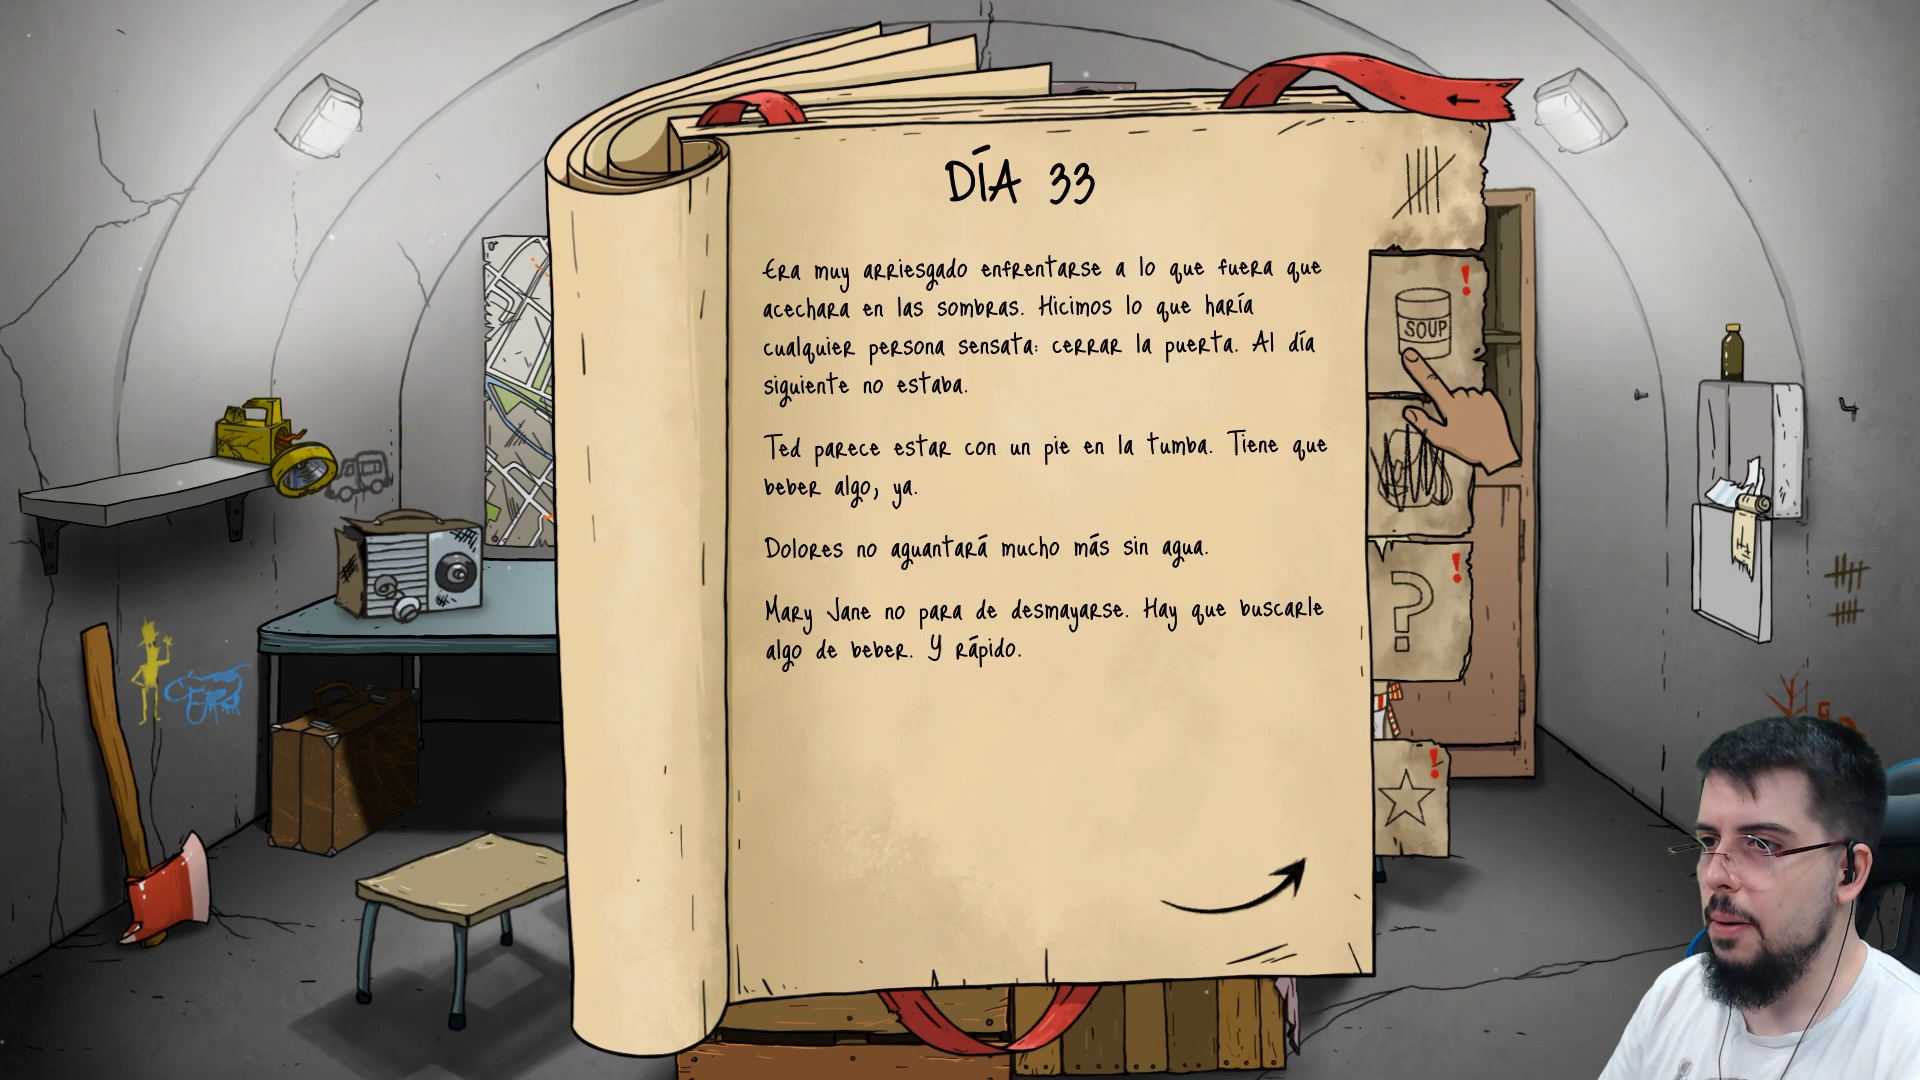 DÍA 33
Era muy arriesgado enfrentarse a lo que fuera que
acechara en las sombras. Hicimos lo que haría
cualquier persona sensata: cerrar la puerta. Al día
siguiente no estaba.
Ted parece estar con un pie en la tumba. Tiene que
beber algo, ya.
Dolores no aguantará mucho más sin agua.
Mary Jane no para de desmayarse. Hay que buscarle
algo de beber. Y rápido.
!
SOUP
!
?
!